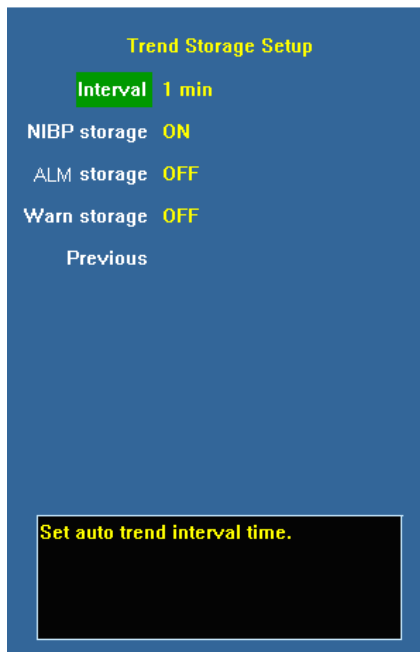 Trend Storage Setup
Interval 1 min
NIBP storage ON
ALM storage OFF
Warn storage OFF
Previous
Set auto trend interval time.